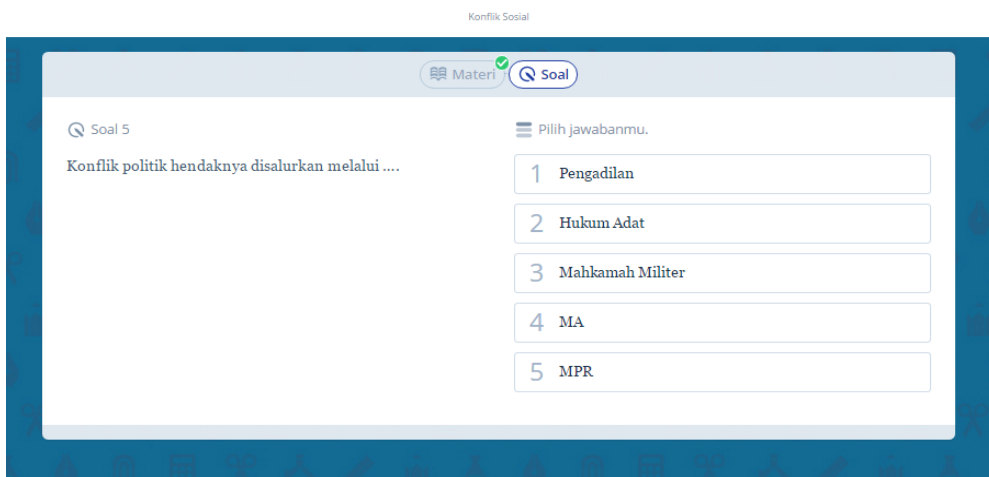 Konflik Sosial
Materi
Soal
Soal 5
Konflik politik hendaknya disalurkan melalui ....
Pilih jawabanmu.
1 Pengadilan
2 Hukum Adat
3 Mahkamah Militer
4 MA
5 MPR